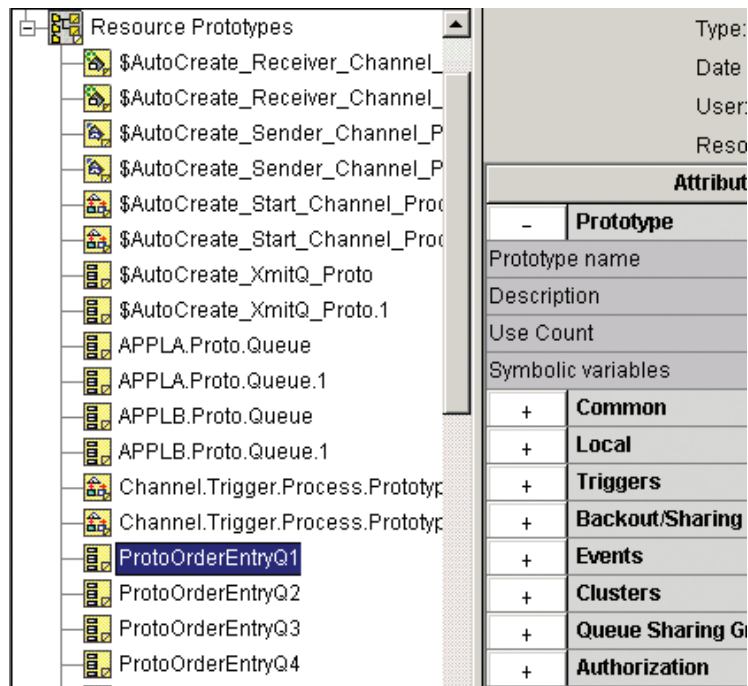 Resource Prototypes
$AutoCreate_Receiver_Channel_
$AutoCreate_Receiver_Channel_
$AutoCreate_Sender_Channel_P
$AutoCreate_Sender_Channel_P
$AutoCreate_Start_Channel_Proc
$AutoCreate_Start_Channel_Proc
$AutoCreate_XmitQ_Proto
$AutoCreate_XmitQ_Proto.1
APPLA.Proto.Queue
APPLA.Proto.Queue.1
APPLB.Proto.Queue
APPLB.Proto.Queue.1
Channel.Trigger.Process.Prototyp
Channel.Trigger.Process.Prototyp
ProtoOrderEntryQ1
ProtoOrderEntryQ2
ProtoOrderEntryQ3
ProtoOrderEntryQ4
Type:
Date
User:
Reso
Attribut
- Prototype
Prototype name
Description
Use Count
Symbolic variables
+ Common
+ Local
+ Triggers
+ Backout/Sharing
+ Events
+ Clusters
+ Queue Sharing Gr
+ Authorization